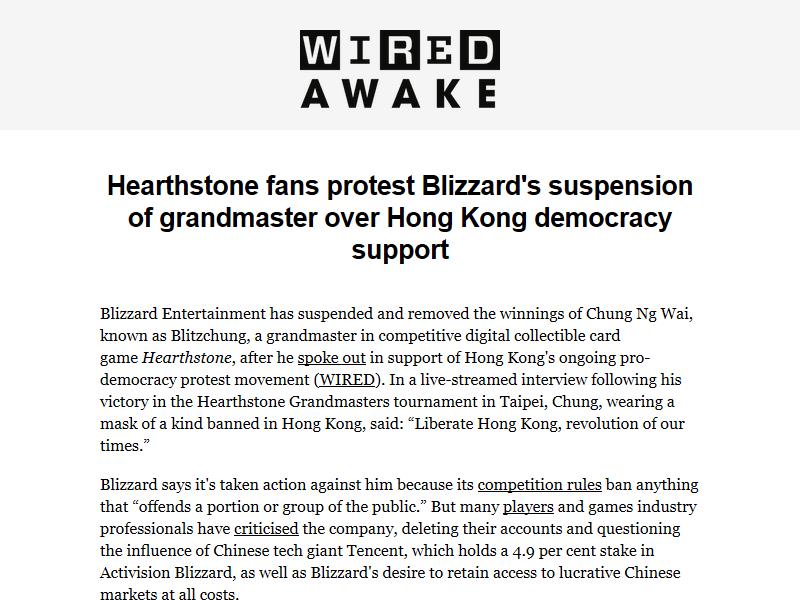 WIRED
AWAKE
Hearthstone fans protest Blizzard's suspension
of grandmaster over Hong Kong democracy
support
Blizzard Entertainment has suspended and removed the winnings of Chung Ng Wai,
known as Blitzchung, a grandmaster in competitive digital collectible card
game Hearthstone, after he spoke out in support of Hong Kong's ongoing pro-
democracy protest movement (WIRED). In a live-streamed interview following his
victory in the Hearthstone Grandmasters tournament in Taipei, Chung, wearing a
mask of a kind banned in Hong Kong, said: “Liberate Hong Kong, revolution of our
times.”
Blizzard says it's taken action against him because its competition rules ban anything
that “offends a portion or group of the public.” But many players and games industry
professionals have criticised the company, deleting their accounts and questioning
the influence of Chinese tech giant Tencent, which holds a 4.9 per cent stake in
Activision Blizzard, as well as Blizzard's desire to retain access to lucrative Chinese
markets at all costs.